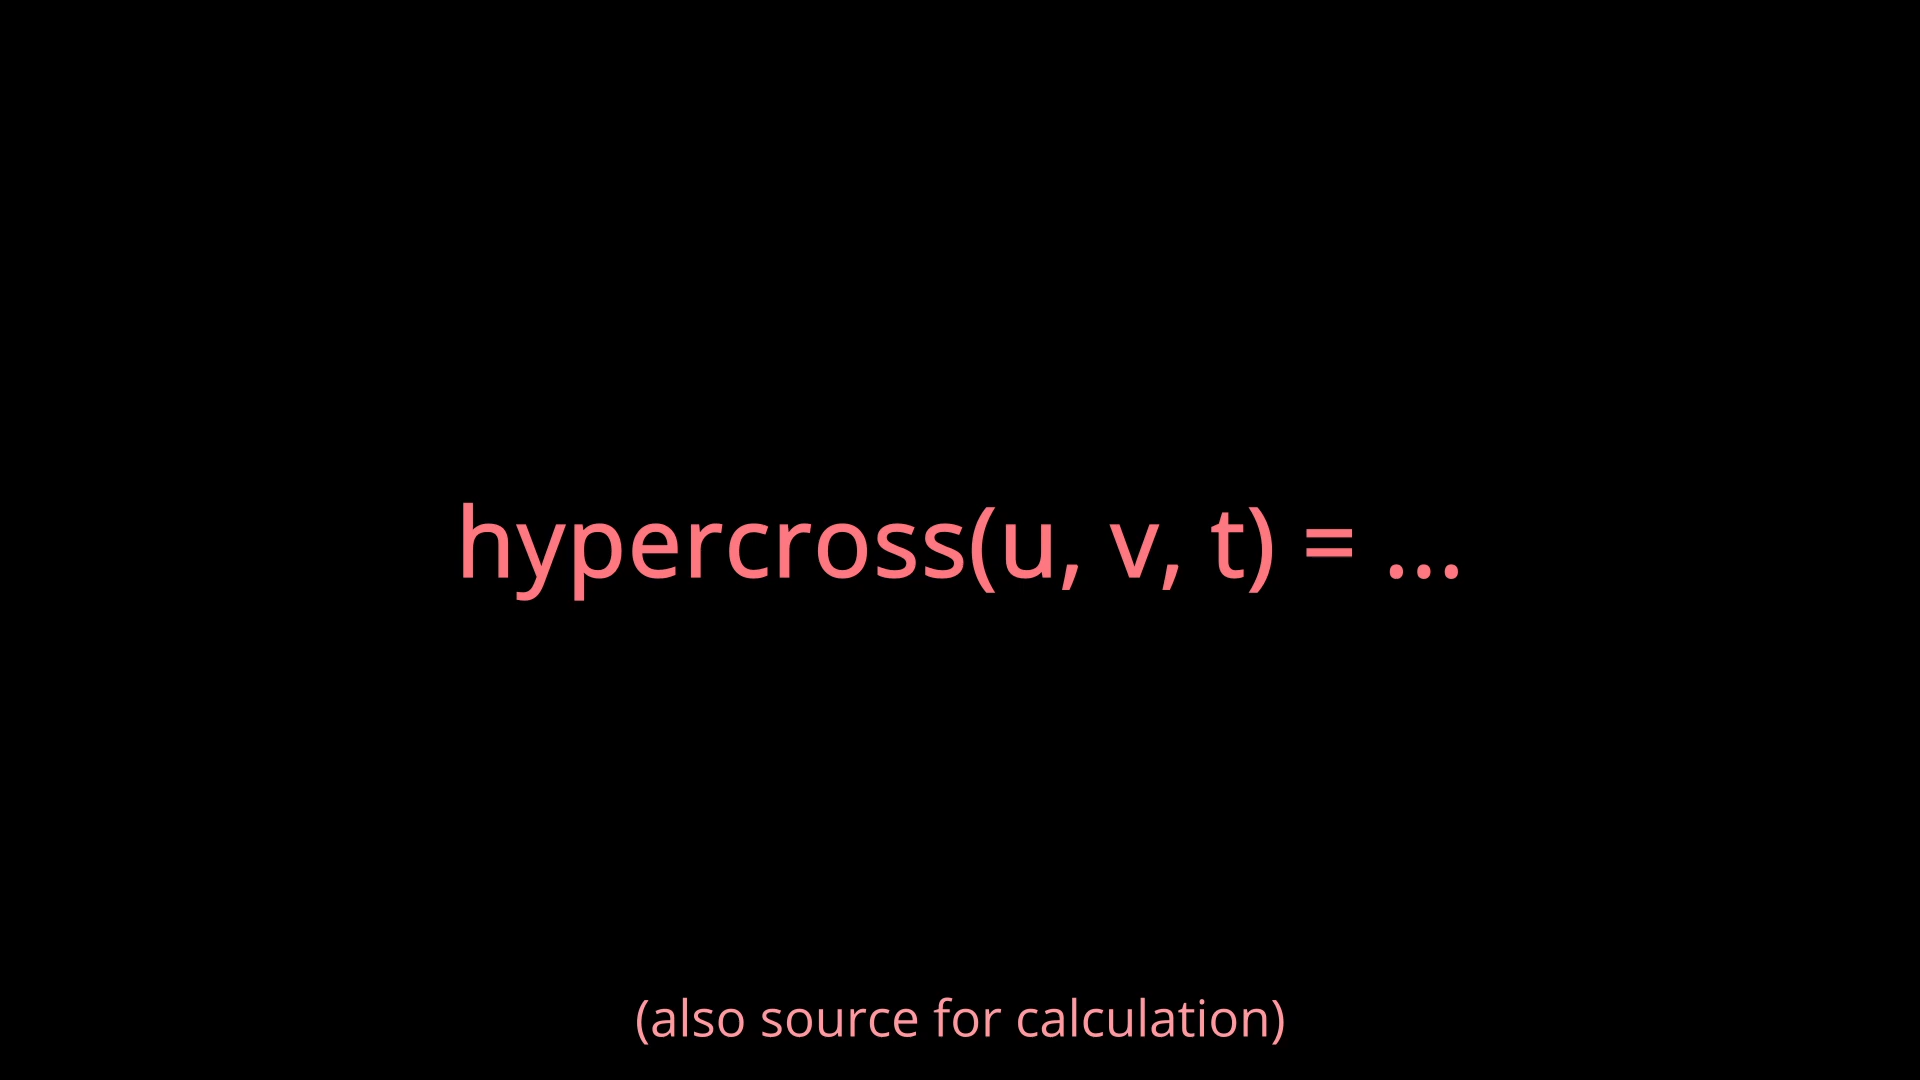 hypercross(u, v, t) = ...
(also source for calculation)